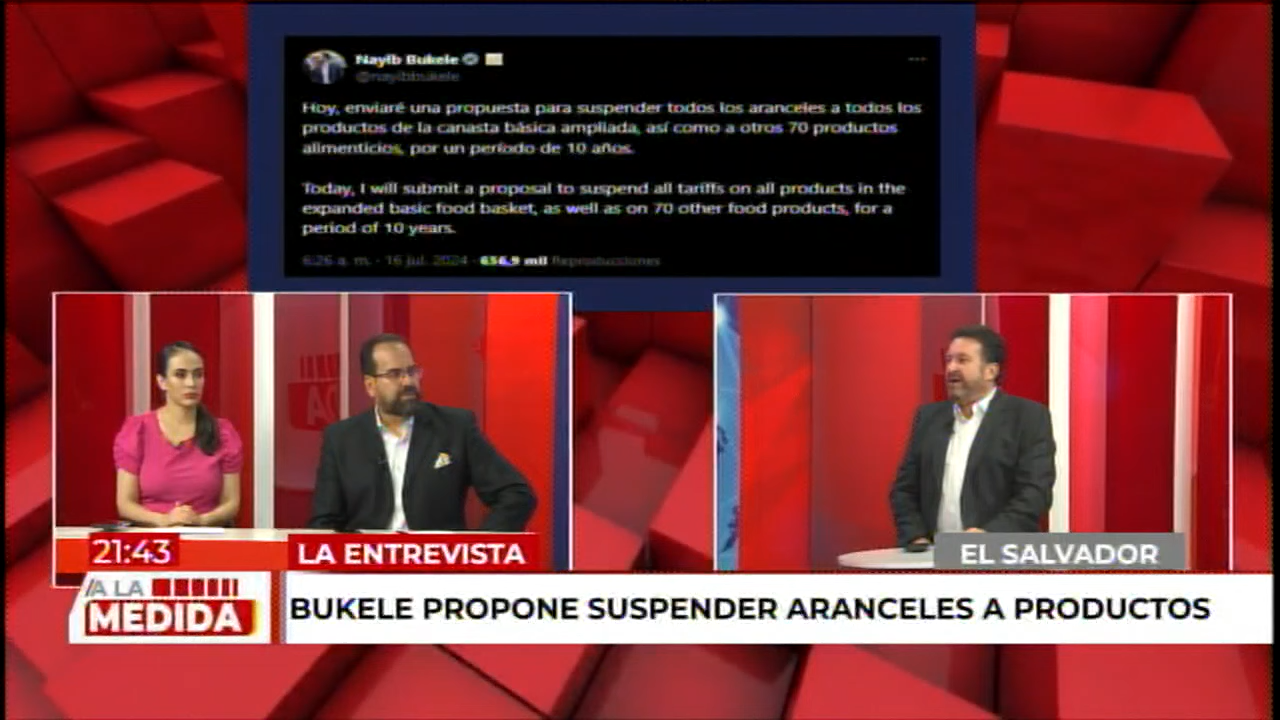 Nayib Bukele
@nayibbukele
Hoy, enviaré una propuesta para suspender todos los aranceles a todos los
productos de la canasta básica ampliada, así como a otros 70 productos
alimenticios, por un período de 10 años.
Today, I will submit a proposal to suspend all tariffs on all products in the
expanded basic food basket, as well as on 70 other food products, for a
period of 10 years.
6:26 a. m. · 16 jul. 2024 · 636,9 mil Reproducciones
21:43
LA ENTREVISTA
EL SALVADOR
A LA
MEDIDA
BUKELE PROPONE SUSPENDER ARANCELES A PRODUCTOS